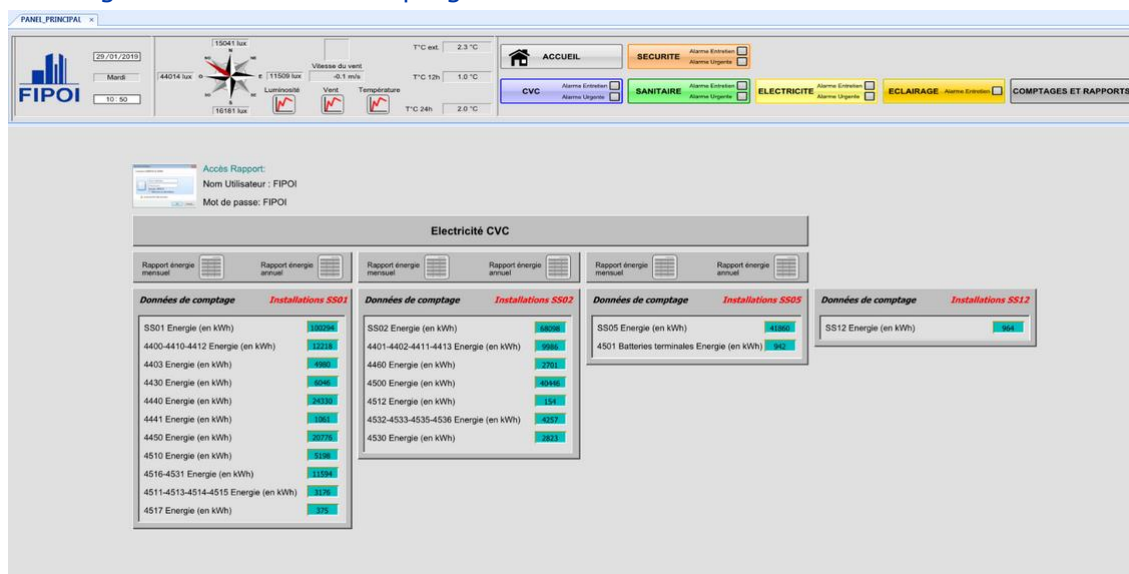 PANEL_PRINCIPAL ×
FIPOI
29/01/2019
Mardi
10 : 50
15041 lux
N
44014 lux O
E 11509 lux
S
16161 lux
Vitesse du vent
-0.1 m/s
Luminosité
Vent
Température
T°C ext. 2.3 °C
T°C 12h 1.0 °C
T°C 24h 2.0 °C
ACCUEIL
SECURITE Alarme Entretien
Alarme Urgente
CVC Alarme Entretien
Alarme Urgente
SANITAIRE Alarme Entretien
Alarme Urgente
ELECTRICITE Alarme Entretien
Alarme Urgente
ECLAIRAGE Alarme Entretien
COMPTAGES ET RAPPORTS
Accès Rapport:
Nom Utilisateur : FIPOI
Mot de passe: FIPOI
Electricité CVC
Rapport énergie mensuel
Rapport énergie annuel
Rapport énergie mensuel
Rapport énergie annuel
Rapport énergie mensuel
Rapport énergie annuel
Données de comptage Installations SS01
SS01 Energie (en kWh) 100294
4400-4410-4412 Energie (en kWh) 12218
4403 Energie (en kWh) 4980
4430 Energie (en kWh) 6046
4440 Energie (en kWh) 24330
4441 Energie (en kWh) 1061
4450 Energie (en kWh) 20776
4510 Energie (en kWh) 5198
4516-4531 Energie (en kWh) 11594
4511-4513-4514-4515 Energie (en kWh) 3176
4517 Energie (en kWh) 375
Données de comptage Installations SS02
SS02 Energie (en kWh) 68098
4401-4402-4411-4413 Energie (en kWh) 9986
4460 Energie (en kWh) 2701
4500 Energie (en kWh) 40446
4512 Energie (en kWh) 154
4532-4533-4535-4536 Energie (en kWh) 4257
4530 Energie (en kWh) 2823
Données de comptage Installations SS05
SS05 Energie (en kWh) 41860
4501 Batteries terminales Energie (en kWh) 942
Données de comptage Installations SS12
SS12 Energie (en kWh) 964